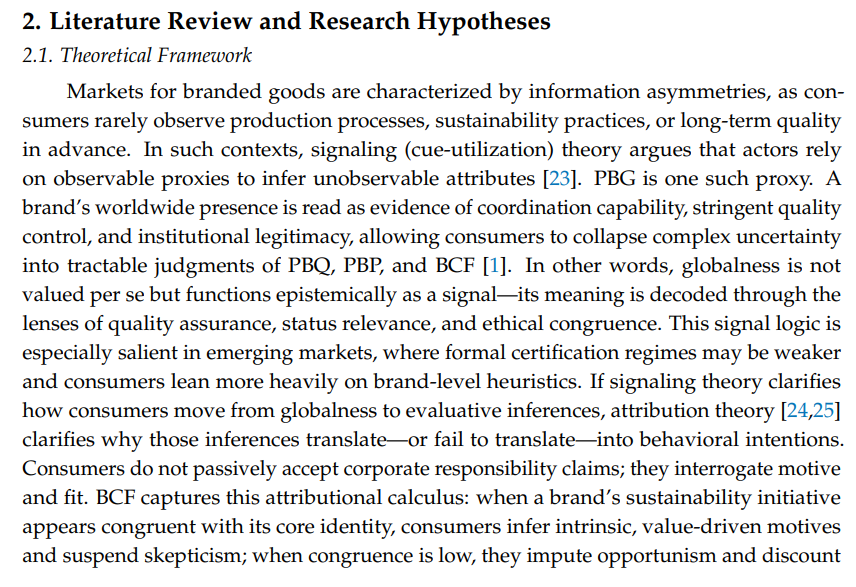 2. Literature Review and Research Hypotheses
2.1. Theoretical Framework
Markets for branded goods are characterized by information asymmetries, as con-
sumers rarely observe production processes, sustainability practices, or long-term quality
in advance. In such contexts, signaling (cue-utilization) theory argues that actors rely
on observable proxies to infer unobservable attributes [23]. PBG is one such proxy. A
brand's worldwide presence is read as evidence of coordination capability, stringent quality
control, and institutional legitimacy, allowing consumers to collapse complex uncertainty
into tractable judgments of PBQ, PBP, and BCF [1]. In other words, globalness is not
valued per se but functions epistemically as a signal—its meaning is decoded through the
lenses of quality assurance, status relevance, and ethical congruence. This signal logic is
especially salient in emerging markets, where formal certification regimes may be weaker
and consumers lean more heavily on brand-level heuristics. If signaling theory clarifies
how consumers move from globalness to evaluative inferences, attribution theory [24,25]
clarifies why those inferences translate—or fail to translate—into behavioral intentions.
Consumers do not passively accept corporate responsibility claims; they interrogate motive
and fit. BCF captures this attributional calculus: when a brand's sustainability initiative
appears congruent with its core identity, consumers infer intrinsic, value-driven motives
and suspend skepticism; when congruence is low, they impute opportunism and discount